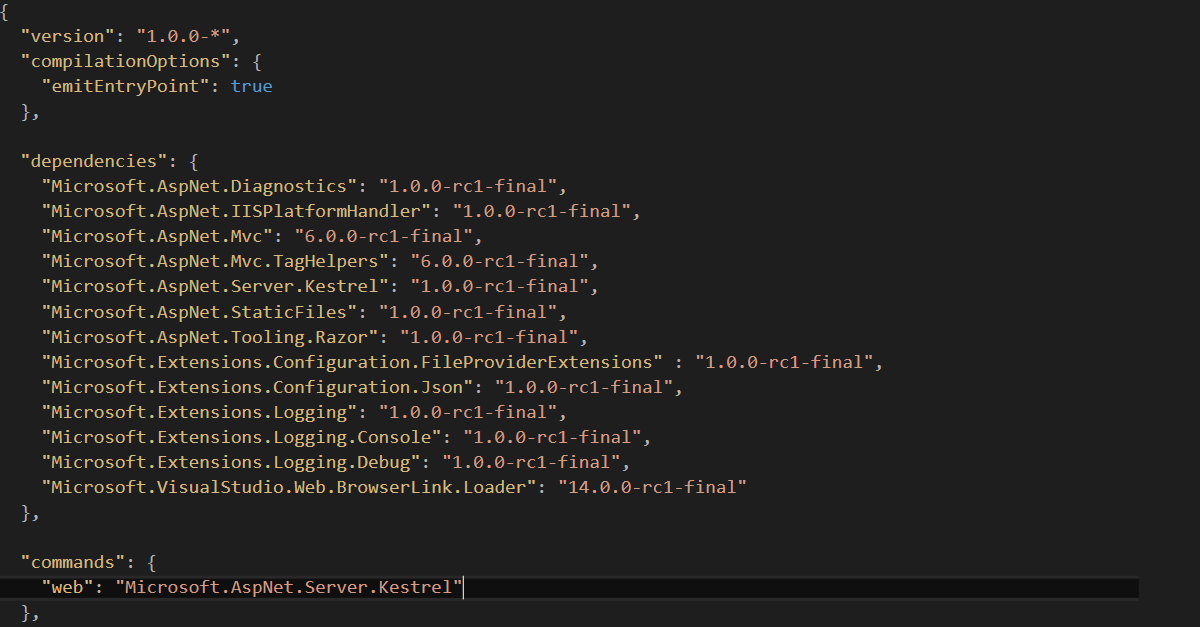 {
  "version": "1.0.0-*",
  "compilationOptions": {
    "emitEntryPoint": true
  },
  "dependencies": {
    "Microsoft.AspNet.Diagnostics": "1.0.0-rc1-final",
    "Microsoft.AspNet.IISPlatformHandler": "1.0.0-rc1-final",
    "Microsoft.AspNet.Mvc": "6.0.0-rc1-final",
    "Microsoft.AspNet.Mvc.TagHelpers": "6.0.0-rc1-final",
    "Microsoft.AspNet.Server.Kestrel": "1.0.0-rc1-final",
    "Microsoft.AspNet.StaticFiles": "1.0.0-rc1-final",
    "Microsoft.AspNet.Tooling.Razor": "1.0.0-rc1-final",
    "Microsoft.Extensions.Configuration.FileProviderExtensions" : "1.0.0-rc1-final",
    "Microsoft.Extensions.Configuration.Json": "1.0.0-rc1-final",
    "Microsoft.Extensions.Logging": "1.0.0-rc1-final",
    "Microsoft.Extensions.Logging.Console": "1.0.0-rc1-final",
    "Microsoft.Extensions.Logging.Debug": "1.0.0-rc1-final",
    "Microsoft.VisualStudio.Web.BrowserLink.Loader": "14.0.0-rc1-final"
  },
  "commands": {
    "web": "Microsoft.AspNet.Server.Kestrel"
  },